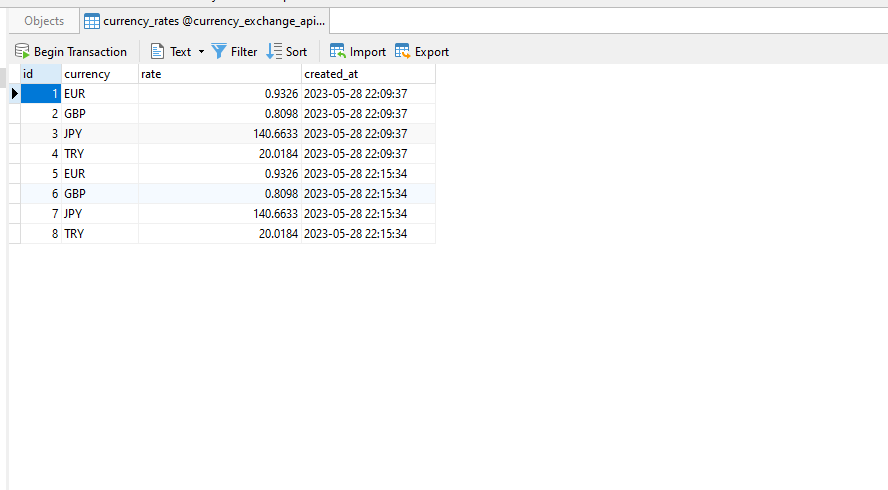 Objects currency_rates @currency_exchange_api...
Begin Transaction Text Filter Sort Import Export
id currency rate created_at
1 EUR 0.9326 2023-05-28 22:09:37
2 GBP 0.8098 2023-05-28 22:09:37
3 JPY 140.6633 2023-05-28 22:09:37
4 TRY 20.0184 2023-05-28 22:09:37
5 EUR 0.9326 2023-05-28 22:15:34
6 GBP 0.8098 2023-05-28 22:15:34
7 JPY 140.6633 2023-05-28 22:15:34
8 TRY 20.0184 2023-05-28 22:15:34